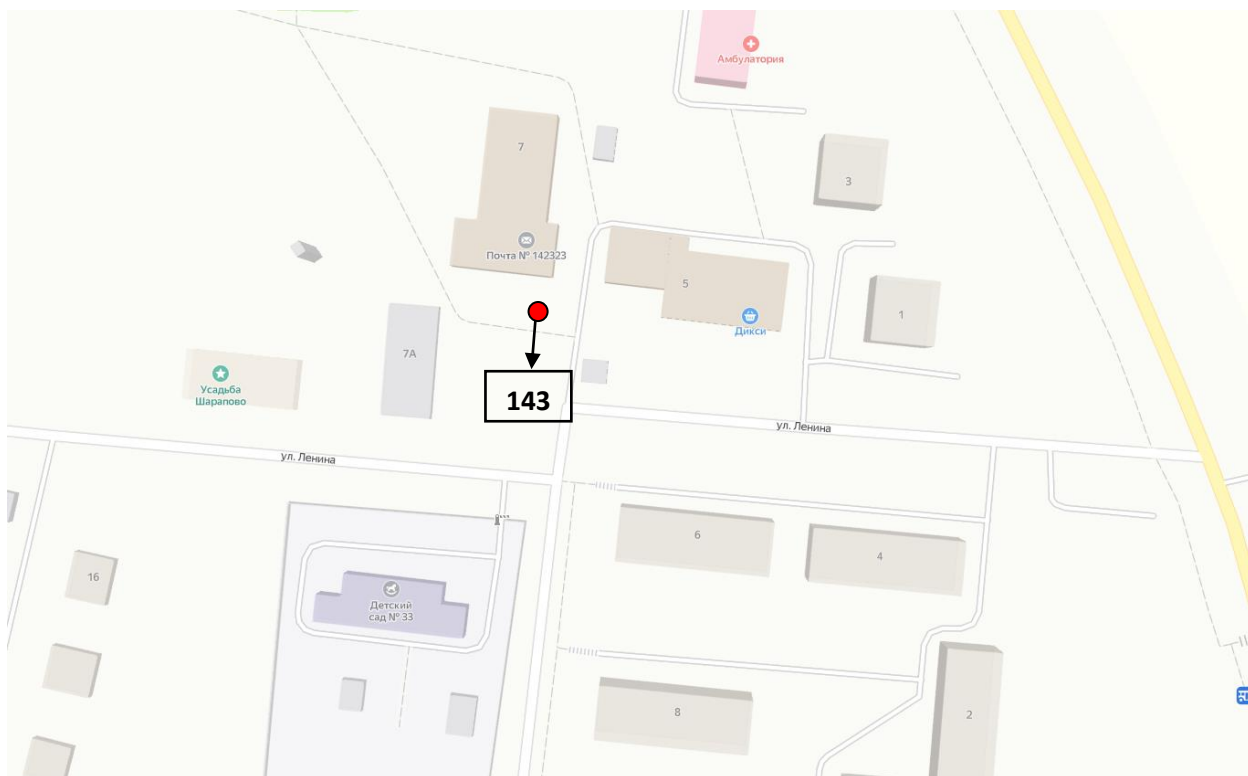 Амбулатория
7
3
Почта № 142323
5
1
Дикси
7А
Усадьба
Шарапово
143
ул. Ленина
ул. Ленина
6
4
16
Детский
сад № 33
8
2